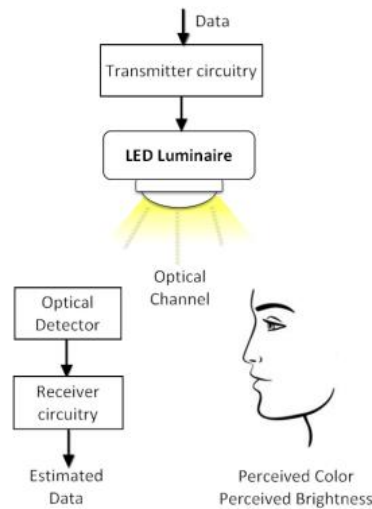 Data
Transmitter circuitry
LED Luminaire
Optical
Channel
Optical
Detector
Receiver
circuitry
Estimated
Data
Perceived Color
Perceived Brightness